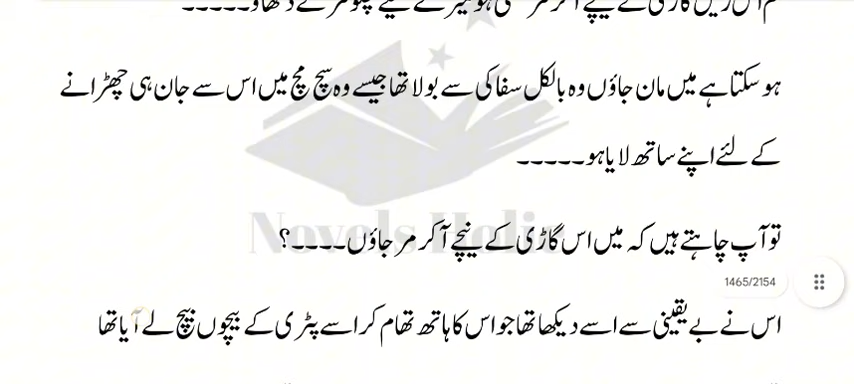 ہو سکتا ہے میں مان جاؤں وہ بالکل سفاکی سے بولا تھا جیسے وہ سچ مچ میں اس سے جان ہی چھڑانے
کے لئے اپنے ساتھ لایا ہو۔۔۔۔۔
Novels
تو آپ چاہتے ہیں کہ میں اس گاڑی کے نیچے آ کر مر جاؤں۔۔۔۔؟
1465/2154
اس نے بے یقینی سے اسے دیکھا تھا جو اس کا ہاتھ تھام کر اسے پٹری کے بیچوں بیچ لے آیا تھا